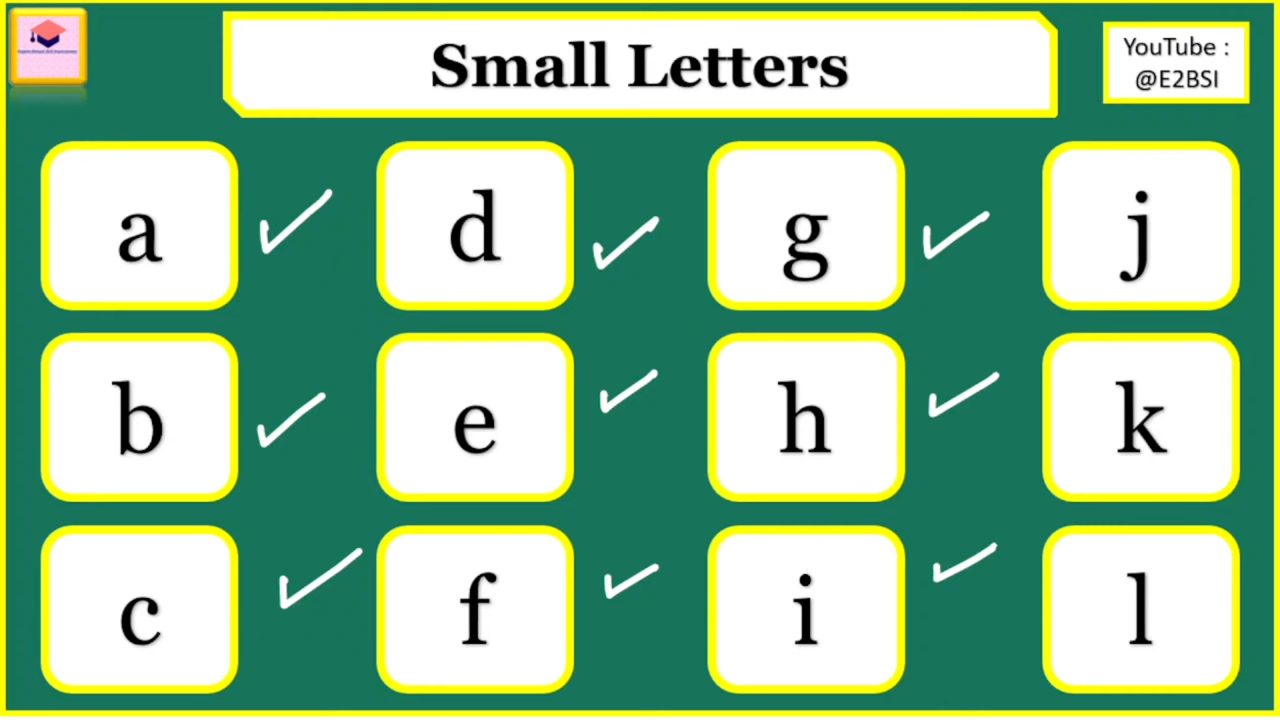 Small Letters
YouTube :
@E2BSI
a d g j
b e h k
c f i l